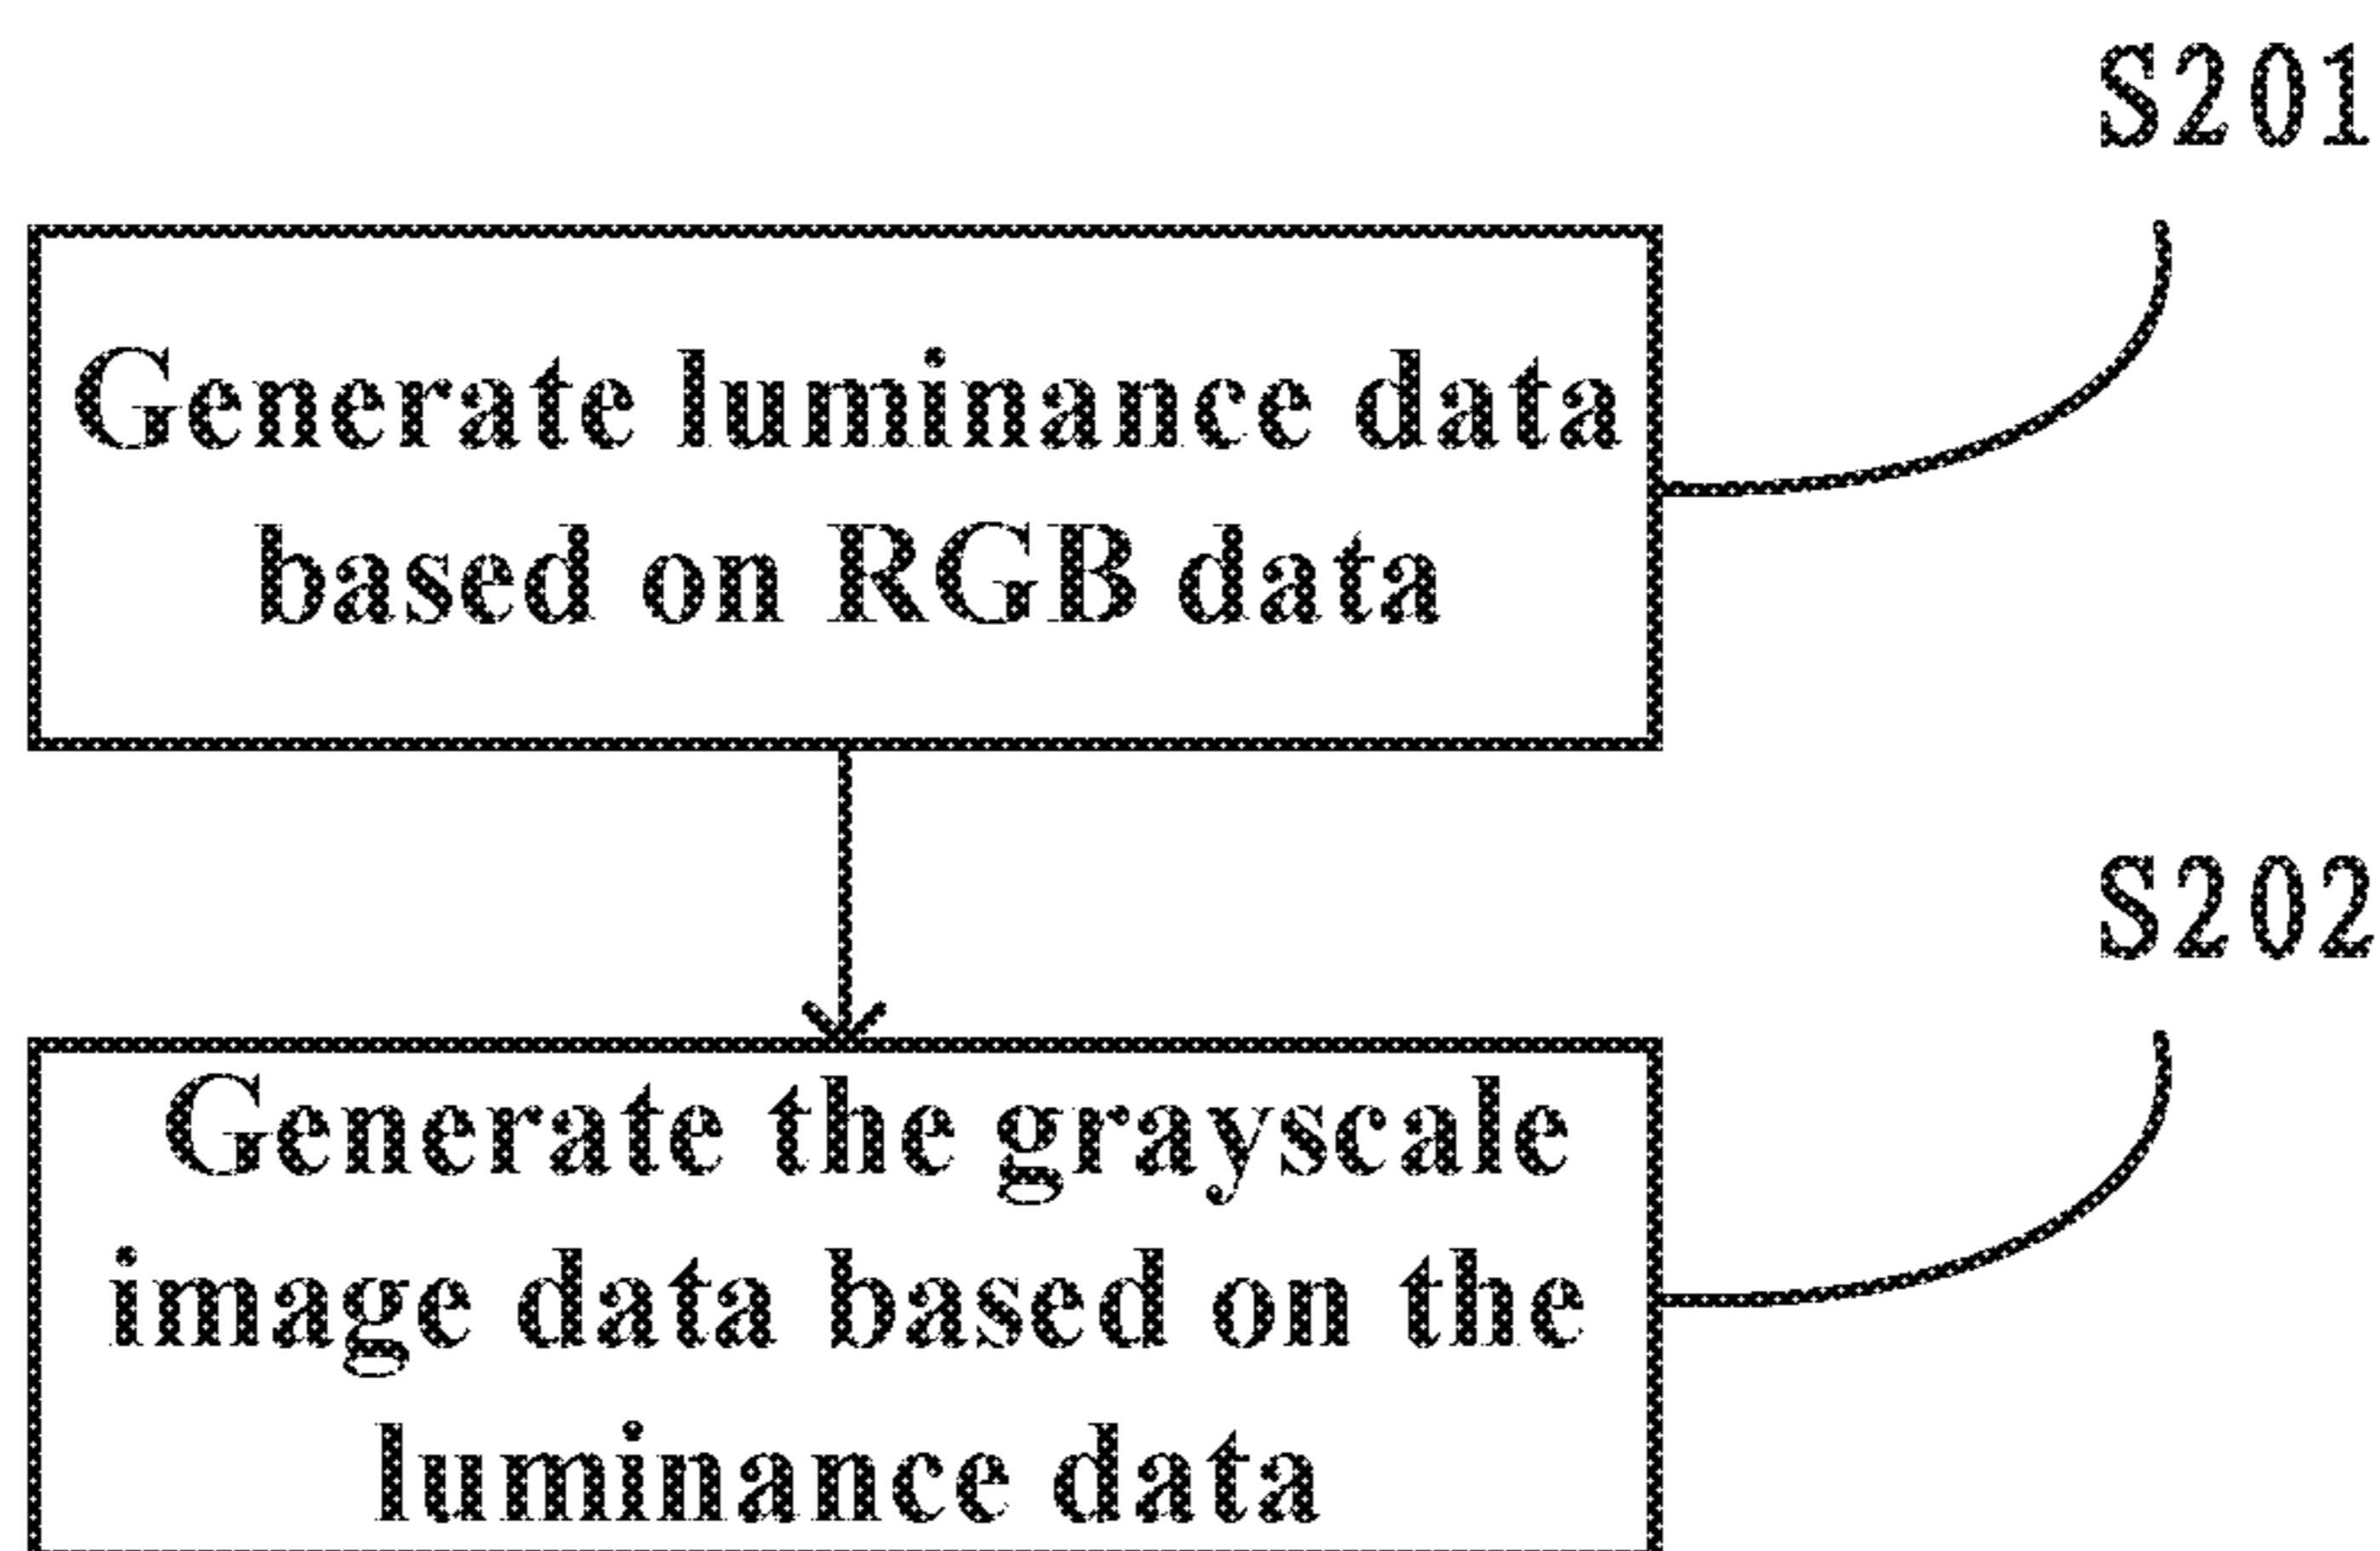 S201
Generate luminance data
based on RGB data
S202
Generate the grayscale
image data based on the
luminance data